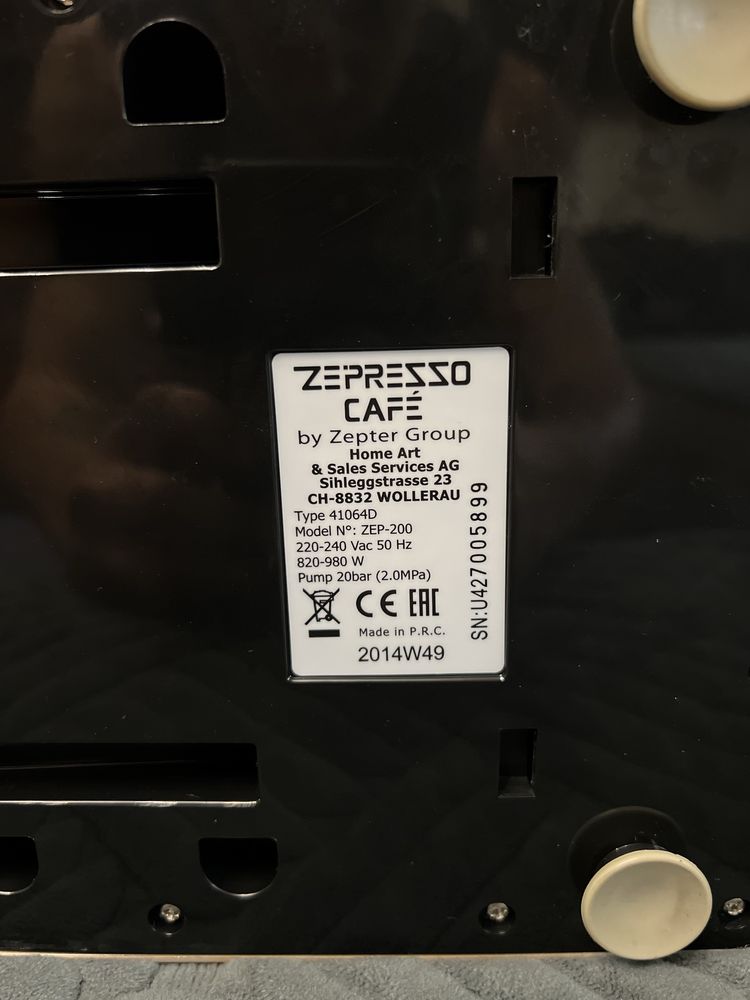 ZEPRESSO
CAFÉ
by Zepter Group
Home Art
& Sales Services AG
Sihleggstrasse 23
CH-8832 WOLLERAU
Type 41064D
Model N°: ZEP-200
220-240 Vac 50 Hz
820-980 W
Pump 20bar (2.0MPa)
CE EAC
Made in P.R.C.
2014W49
SN:U427005899